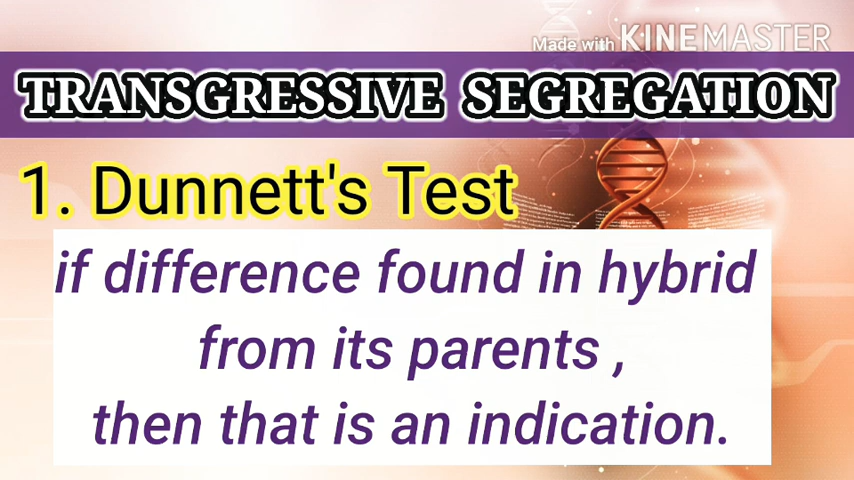 Made with KINEMASTER
TRANSGRESSIVE SEGREGATION
1. Dunnett's Test
if difference found in hybrid
from its parents ,
then that is an indication.